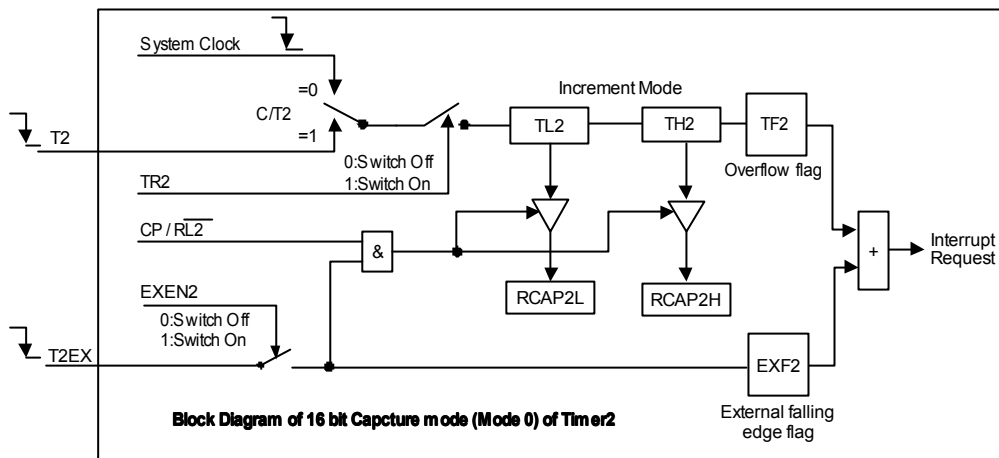 System Clock
Increment Mode
=0
C/T2
=1
T2
TL2
TH2
TF2
Overflow flag
0:Switch Off
1:Switch On
TR2
CP / RL2
&
+
Interrupt
Request
RCAP2L
RCAP2H
EXEN2
0:Switch Off
1:Switch On
T2EX
EXF2
External falling
edge flag
Block Diagram of 16 bit Capcture mode (Mode 0) of Timer2